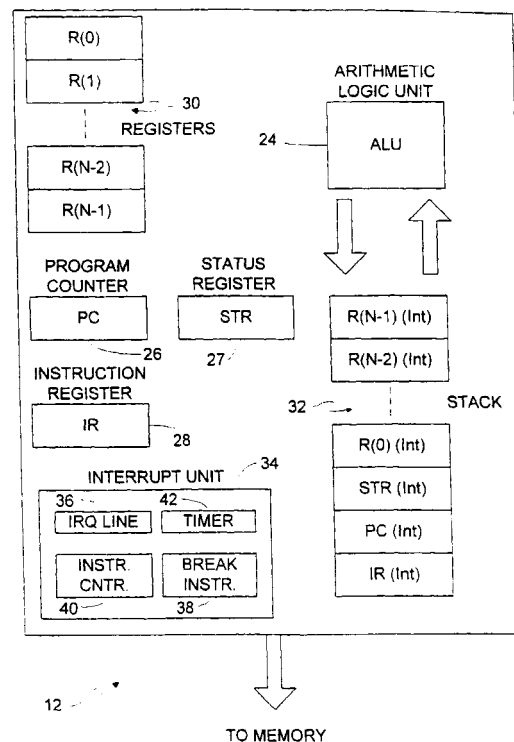 R(0)
R(1)
30
REGISTERS
R(N-2)
R(N-1)
ARITHMETIC
LOGIC UNIT
24
ALU
PROGRAM
COUNTER
PC
26
STATUS
REGISTER
STR
27
INSTRUCTION
REGISTER
IR
28
R(N-1) (Int)
R(N-2) (Int)
32
STACK
R(0) (Int)
STR (Int)
PC (Int)
IR (Int)
34
INTERRUPT UNIT
36
42
IRQ LINE
TIMER
INSTR.
CNTR.
BREAK
INSTR.
40
38
12
TO MEMORY